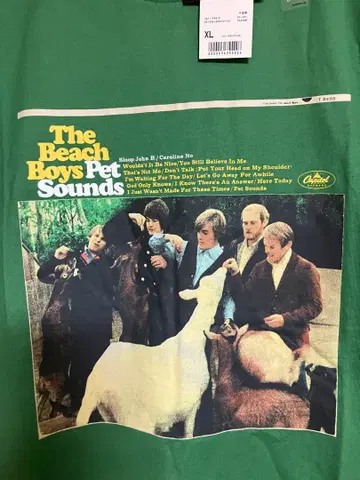 XL
T 2455
The
Beach
Boys Pet
Sounds
Sloop John B./Caroline No
Wouldn't It Be Nice/You Still Believe In Me
That's Not Me/Don't Talk (Put Your Head on My Shoulder)
I'm Waiting For The Day/Let's Go Away For Awhile
God Only Knows/I Know There's An Answer/Here Today
I Just Wasn't Made For These Times/Pet Sounds
Capitol
RECORDS